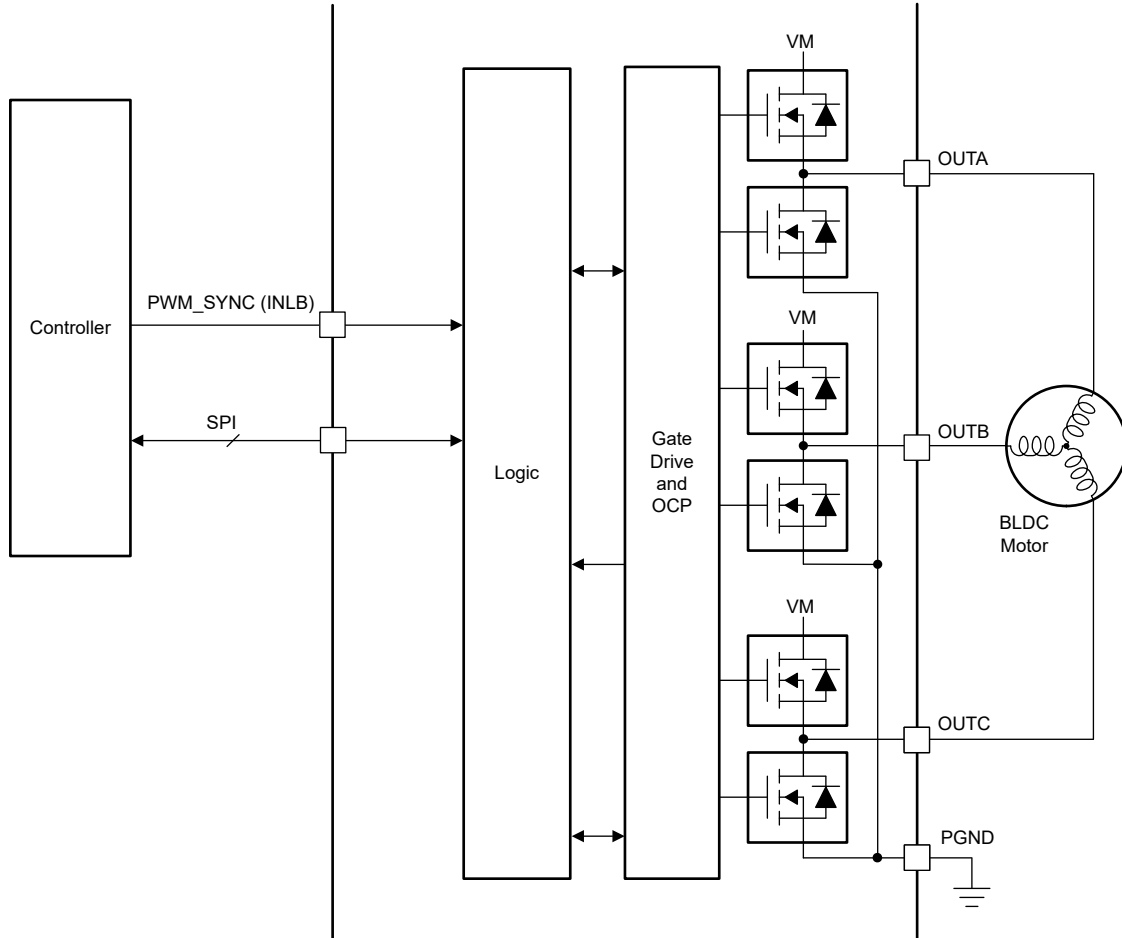 VM
OUTA
PWM_SYNC (INLB)
Controller
VM
SPI
OUTB
Logic
Gate
Drive
and
OCP
BLDC
Motor
VM
OUTC
PGND